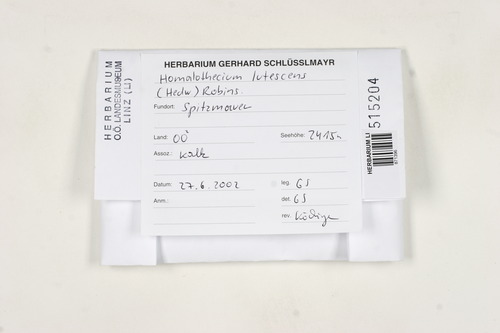 HERBARIUM
O.Ö. LANDESMUSEUM
LINZ (LI)
HERBARIUM GERHARD SCHLÜSSLMAYR
Homalothecium lutescens
(Hedw.) Robins.
Fundort: Spitzmauer
Land: OÖ Seehöhe: 2415m
Assoz.: Kalk
Datum: 27.6.2002 leg. GS
Anm.: det. GS
rev.
HERBARIUM LI
515204